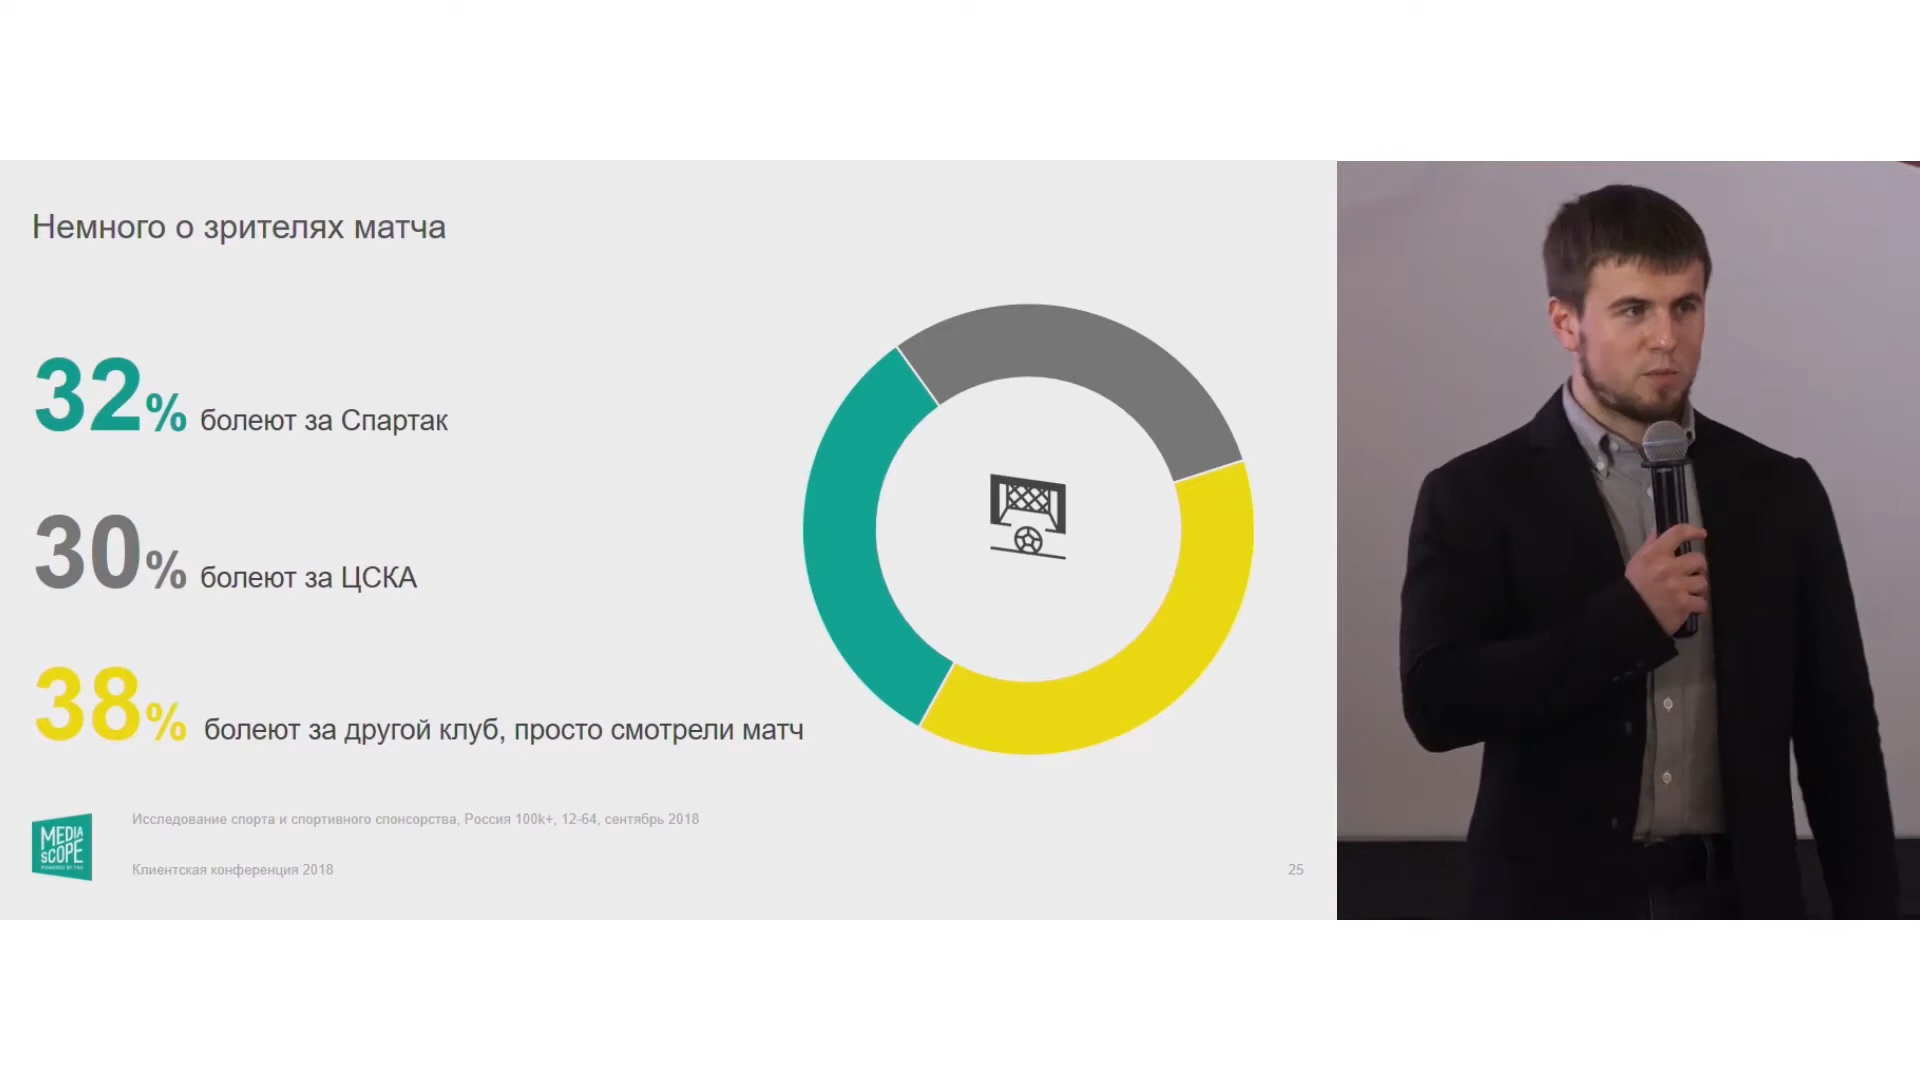 Немного о зрителях матча
32% болеют за Спартак
30% болеют за ЦСКА
38% болеют за другой клуб, просто смотрели матч
MEDIA
SCOPE
Исследование спорта и спортивного спонсорства, Россия 100k+, 12-64, сентябрь 2018
Клиентская конференция 2018
25